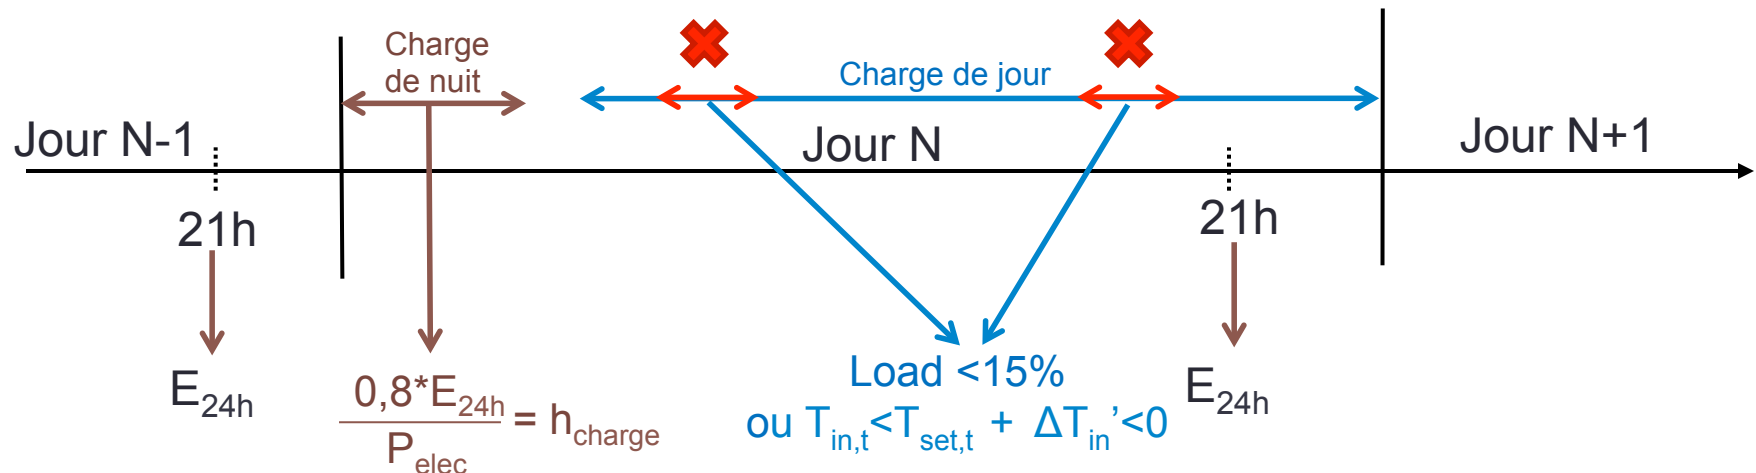 Charge
de nuit
Charge de jour
Jour N-1
Jour N
Jour N+1
21h
21h
E24h
0,8*E24h
Pelec
= hcharge
Load <15%
ou Tin,t<Tset,t + ΔTin’<0
E24h